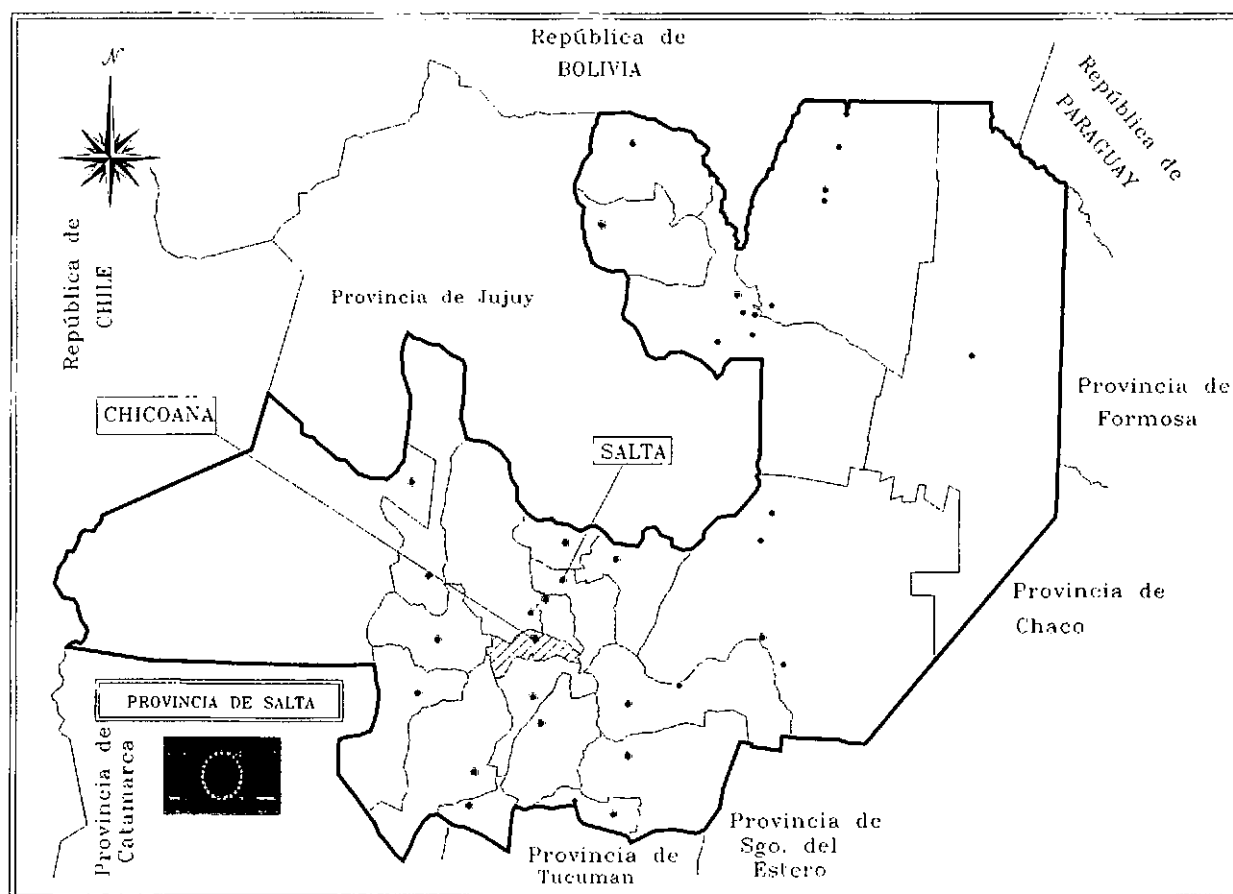 República de
BOLIVIA
N
República de
PARAGUAY
República de
CHILE
Provincia de Jujuy
CHICOANA
SALTA
Provincia de
Formosa
Provincia de
Chaco
PROVINCIA DE SALTA
Provincia de
Catamarca
Provincia de
Tucuman
Provincia de
Sgo. del
Estero